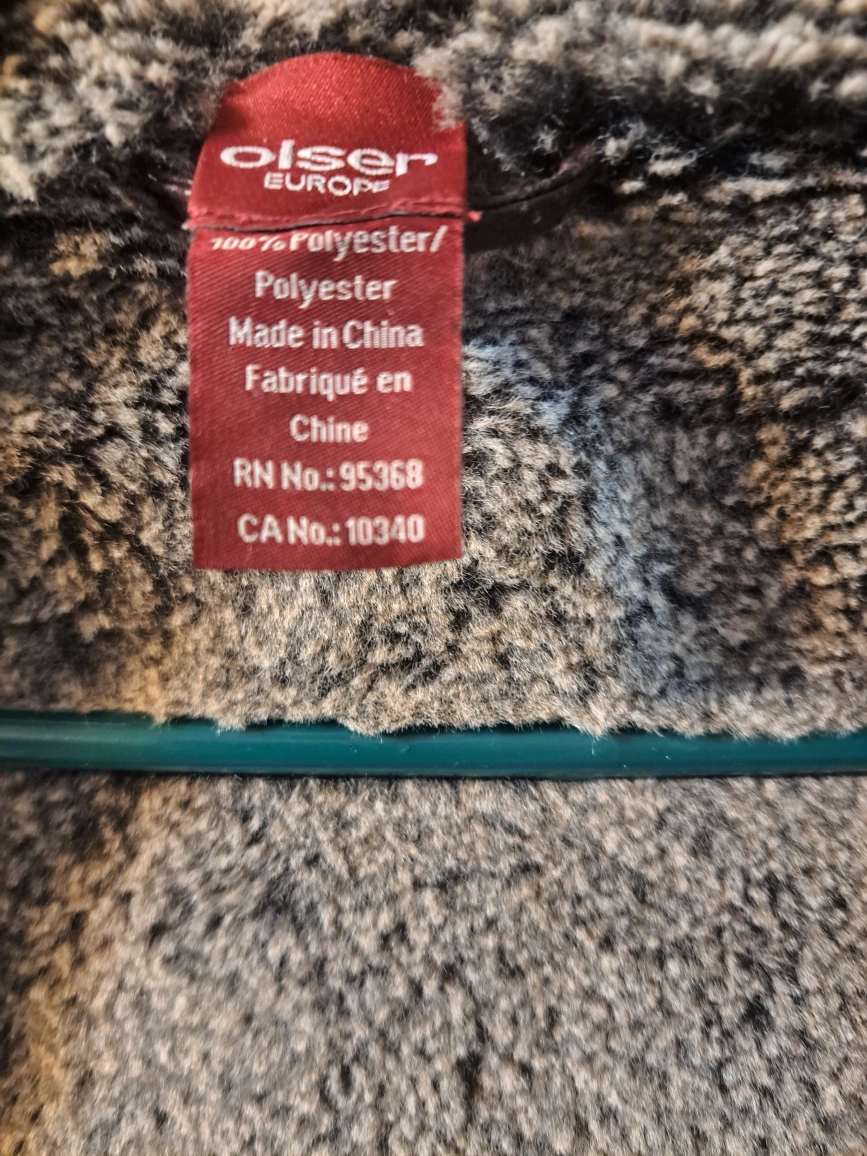 olser
EUROPE
100% Polyester/
Polyester
Made in China
Fabriqué en
Chine
RN No.: 95368
CA No.: 10340